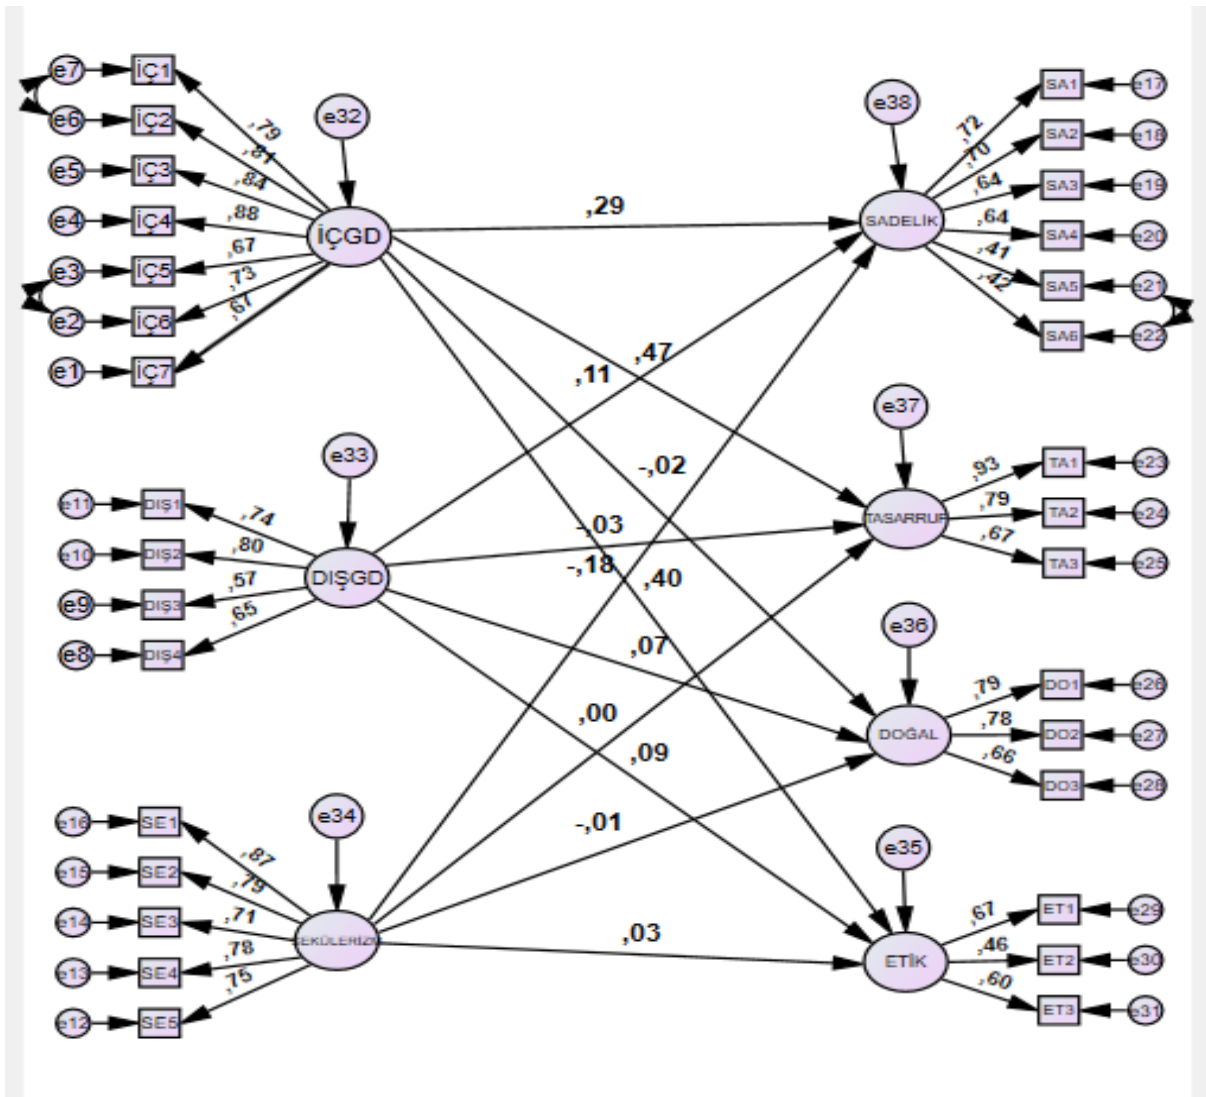 e7 İÇ1
e6 İÇ2
e5 İÇ3
e4 İÇ4
e3 İÇ5
e2 İÇ6
e1 İÇ7
,79
,81
,84
,88
,67
,73
,67
e32
İÇGD
e38
SADELİK
,72
,70
,64
,64
,41
,42
SA1 e17
SA2 e18
SA3 e19
SA4 e20
SA5 e21
SA6 e22
,29
,47
,11
-,02
-,03
-,18
,40
,07
,00
,09
-,01
,03
e33
DIŞGD
e11 DIŞ1
e10 DIŞ2
e9 DIŞ3
e8 DIŞ4
,74
,80
,57
,65
e37
TASARRUF
,93
,79
,67
TA1 e23
TA2 e24
TA3 e25
e36
DOĞAL
,79
,78
,66
DO1 e26
DO2 e27
DO3 e28
e34
EKÜLERİZ
e16 SE1
e15 SE2
e14 SE3
e13 SE4
e12 SE5
,87
,79
,71
,78
,75
e35
ETİK
,67
,46
,60
ET1 e29
ET2 e30
ET3 e31